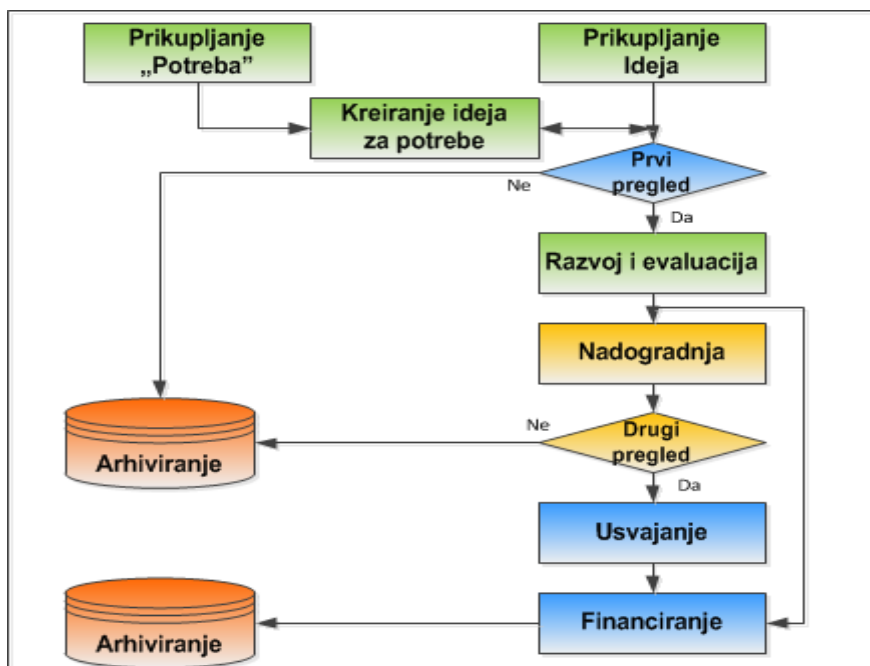 Prikupljanje
„Potreba”
Prikupljanje
Ideja
Kreiranje ideja
za potrebe
Prvi
pregled
Ne
Da
Razvoj i evaluacija
Nadogradnja
Drugi
pregled
Ne
Da
Arhiviranje
Usvajanje
Financiranje
Arhiviranje